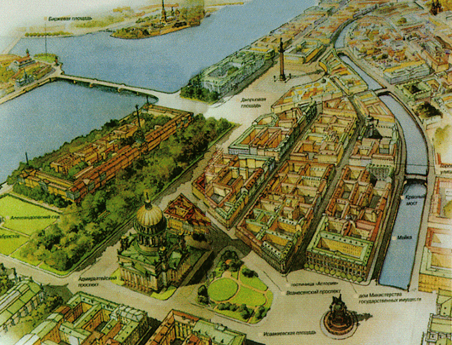 Биржевая площадь
Дворцовая
площадь
Красный
мост
Александровский сад
Мойка
Адмиралтейский
проспект
гостиница «Астория»
Вознесенский проспект
дом Министерства
государственных имуществ
Исаакиевская площадь